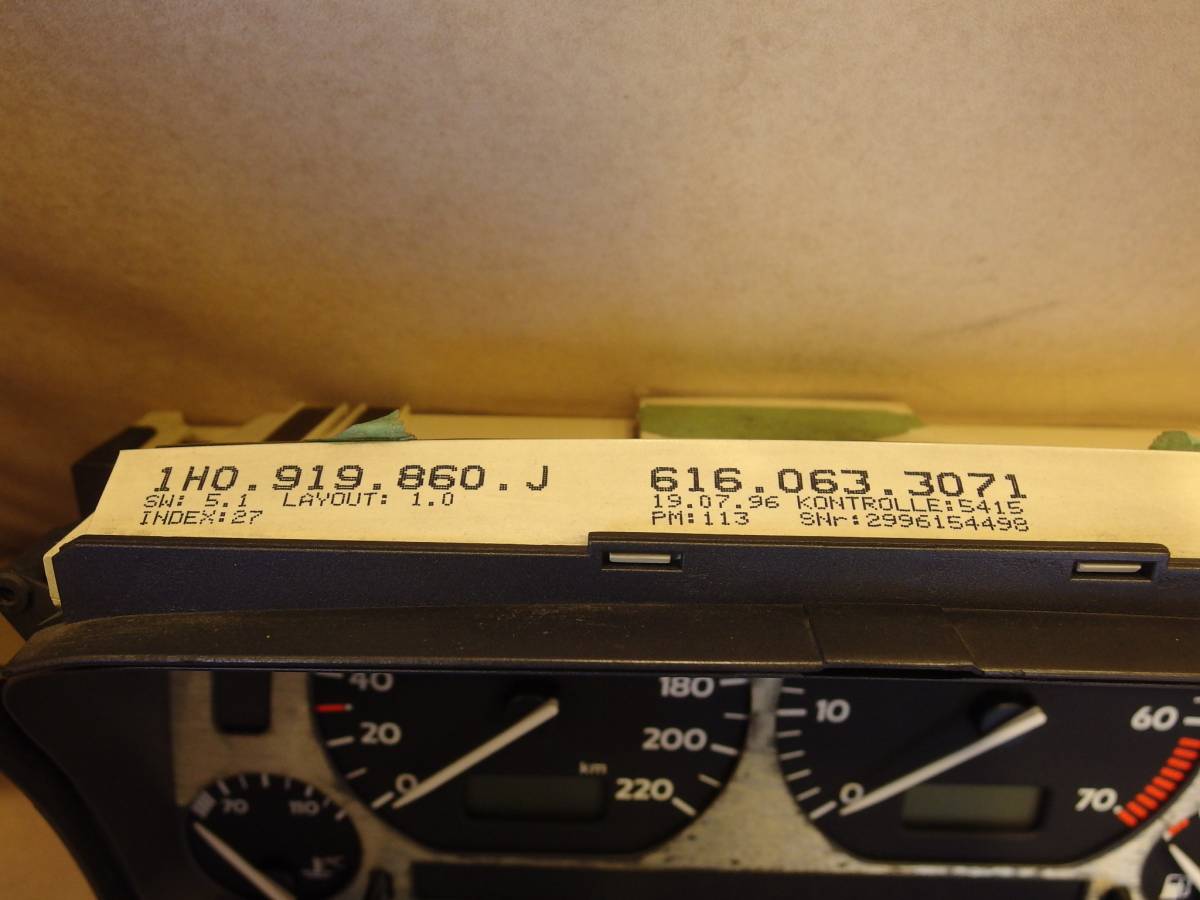 1H0.919.860.J
SW: 5.1 LAYOUT: 1.0
INDEX:27
616.063.3071
19.07.96 KONTROLLE:5415
PM:113 SNr:2996154498
40
20
0
180
200
220
km
10
0
60
70
70
110
°C